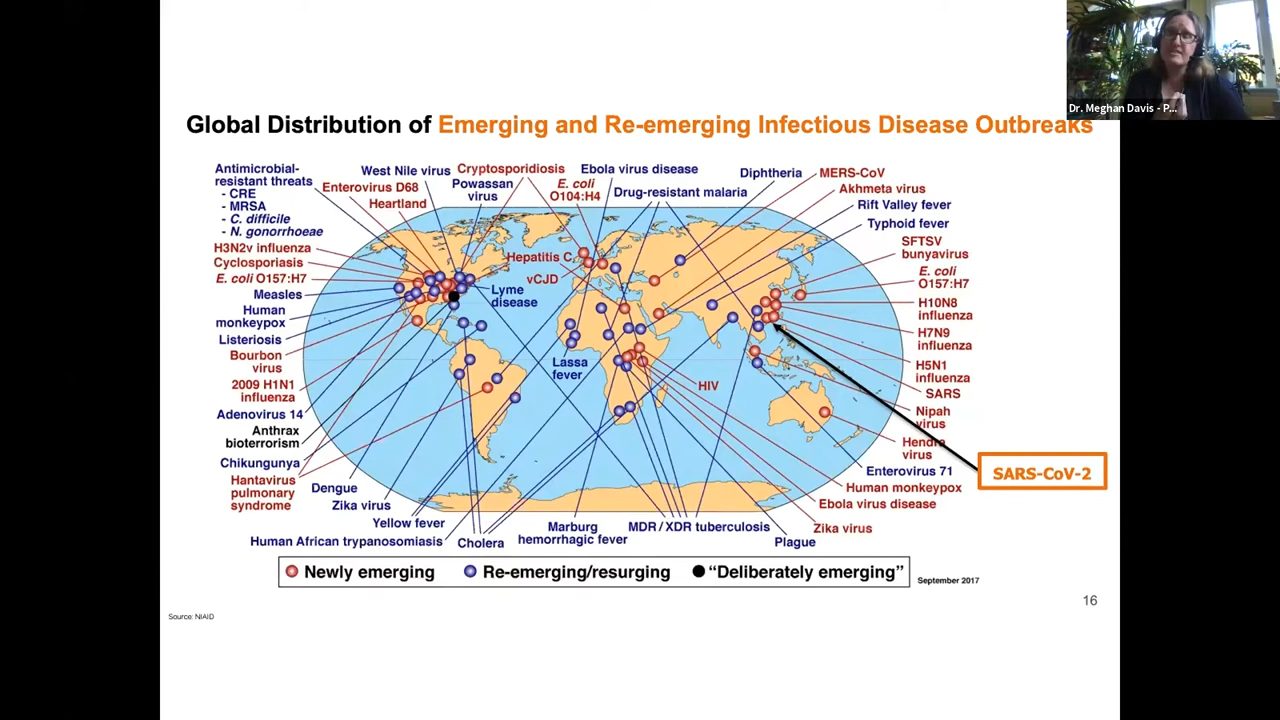 Dr. Meghan Davis - P...
Global Distribution of Emerging and Re-emerging Infectious Disease Outbreaks
Antimicrobial-
resistant threats
- CRE
- MRSA
- C. difficile
- N. gonorrhoeae
H3N2v influenza
Cyclosporiasis
E. coli O157:H7
Measles
Human
monkeypox
Listeriosis
Bourbon
virus
2009 H1N1
influenza
Adenovirus 14
Anthrax
bioterrorism
Chikungunya
Hantavirus
pulmonary
syndrome
West Nile virus
Enterovirus D68
Heartland
Cryptosporidiosis
Powassan
virus
Ebola virus disease
E. coli
O104:H4
Drug-resistant malaria
Diphtheria
MERS-CoV
Akhmeta virus
Rift Valley fever
Typhoid fever
SFTSV
bunyavirus
E. coli
O157:H7
H10N8
influenza
H7N9
influenza
H5N1
influenza
SARS
Nipah
virus
Hendra
virus
Enterovirus 71
Human monkeypox
Ebola virus disease
Zika virus
Hepatitis C
vCJD
Lyme
disease
Lassa
fever
HIV
SARS-CoV-2
Dengue
Zika virus
Yellow fever
Human African trypanosomiasis
Cholera
Marburg
hemorrhagic fever
MDR / XDR tuberculosis
Plague
Newly emerging
Re-emerging/resurging
“Deliberately emerging”
September 2017
16
Source: NIAID